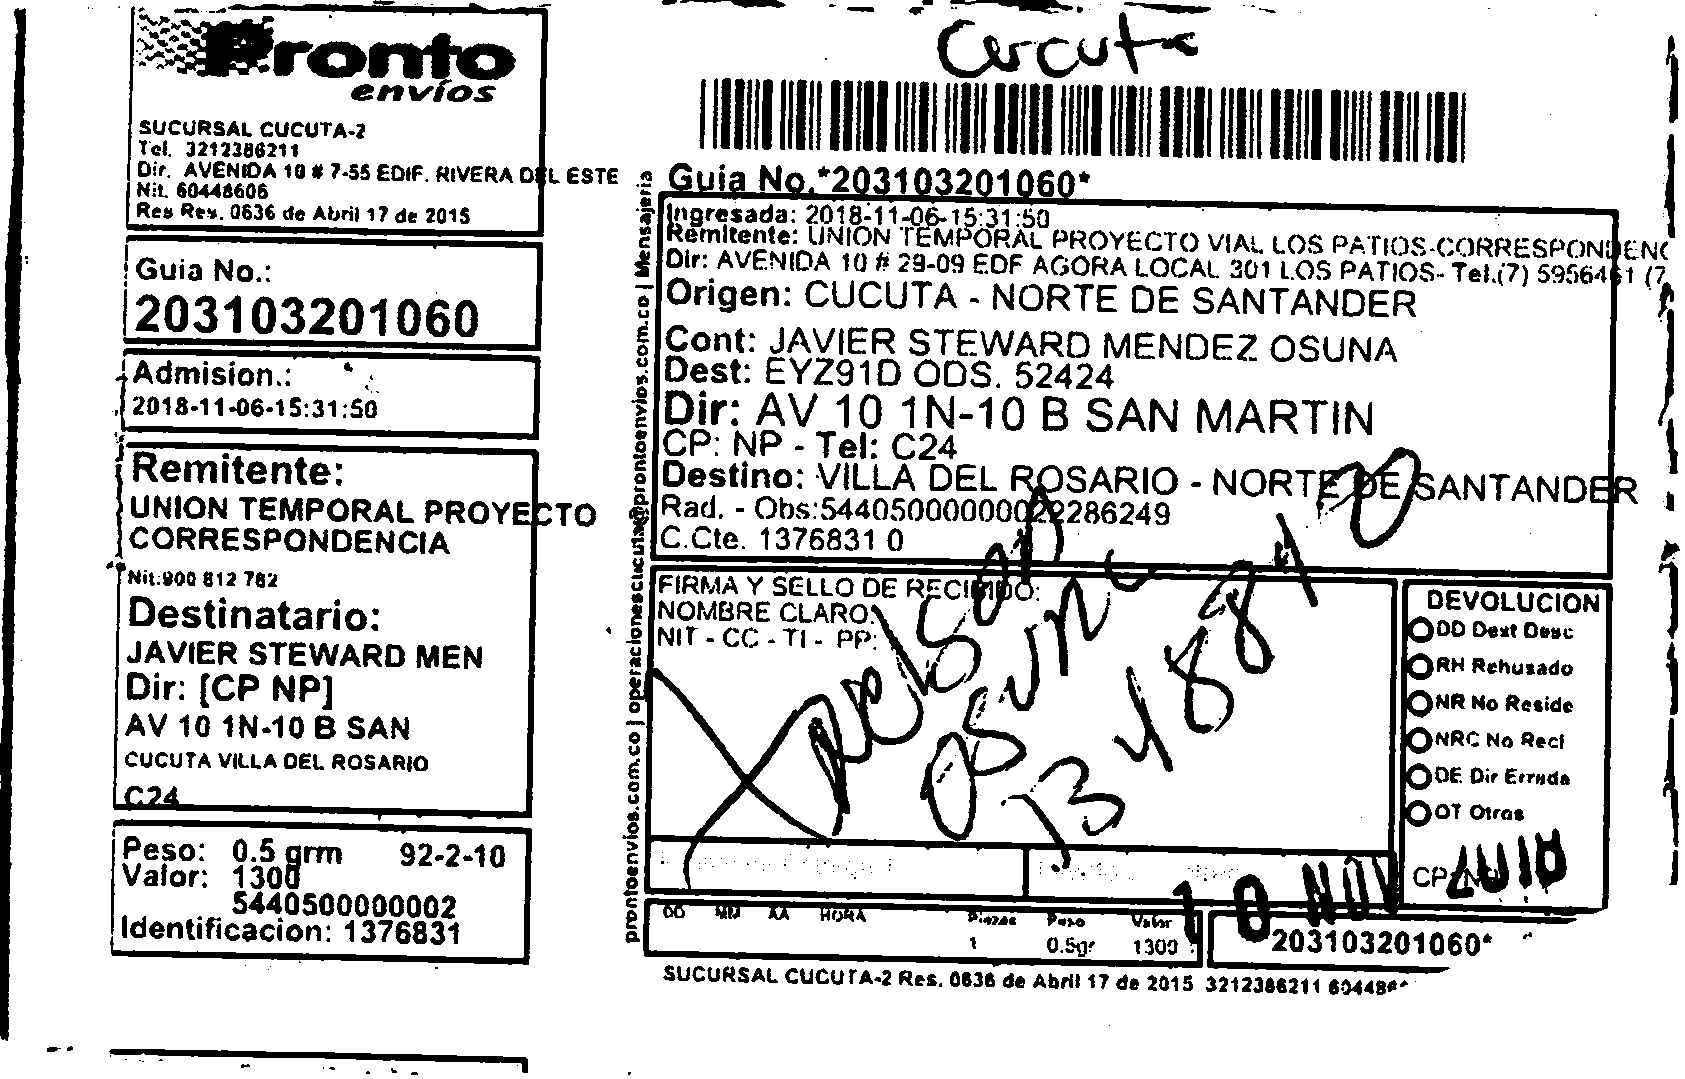 Pronto
envíos
SUCURSAL CUCUTA-2
Tel. 3212386211
Dir. AVENIDA 10 # 7-55 EDIF. RIVERA DEL ESTE
Nit. 60448606
Res Res. 0636 de Abril 17 de 2015
Guia No.:
203103201060
Admision.:
2018-11-06-15:31:50
Remitente:
UNION TEMPORAL PROYECTO
CORRESPONDENCIA
Nit:900 812 782
Destinatario:
JAVIER STEWARD MEN
Dir: [CP NP]
AV 10 1N-10 B SAN
CUCUTA VILLA DEL ROSARIO
C24
Peso: 0.5 grm 92-2-10
Valor: 1300
5440500000002
Identificacion: 1376831
prontoenvios.com.co | operacionescucuta@prontoenvios.com.co | Mensajeria
Guia No.*203103201060*
Ingresada: 2018-11-06-15:31:50
Remitente: UNION TEMPORAL PROYECTO VIAL LOS PATIOS-CORRESPONDENC
Dir: AVENIDA 10 # 29-09 EDF AGORA LOCAL 301 LOS PATIOS- Tel.(7) 5956461 (7
Origen: CUCUTA - NORTE DE SANTANDER
Cont: JAVIER STEWARD MENDEZ OSUNA
Dest: EYZ91D ODS. 52424
Dir: AV 10 1N-10 B SAN MARTIN
CP: NP - Tel: C24
Destino: VILLA DEL ROSARIO - NORTE DE SANTANDER
Rad. - Obs:54405000000022286249
C.Cte. 1376831 0
FIRMA Y SELLO DE RECIBIDO:
NOMBRE CLARO:
NIT - CC - TI - PP:
Osuna
DEVOLUCION
DD Dest Desc
RH Rehusado
NR No Reside
NRC No Recl
DE Dir Errada
OT Otros
CP: NP
10 NOV 2018
DD MM AA HORA Piezas Peso Valor
1 0.5gr 1300
203103201060*
SUCURSAL CUCUTA-2 Res. 0636 de Abril 17 de 2015 3212386211 604486